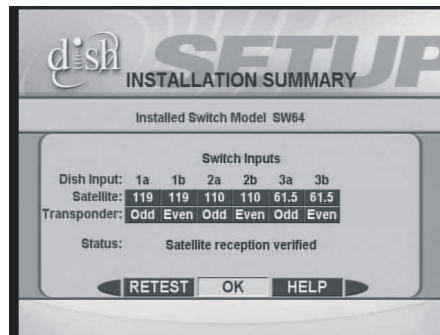 dish
SETUP
INSTALLATION SUMMARY
Installed Switch Model SW64
Switch Inputs
Dish Input: 1a 1b 2a 2b 3a 3b
Satellite: 119 119 110 110 61.5 61.5
Transponder: Odd Even Odd Even Odd Even
Status: Satellite reception verified
RETEST OK HELP